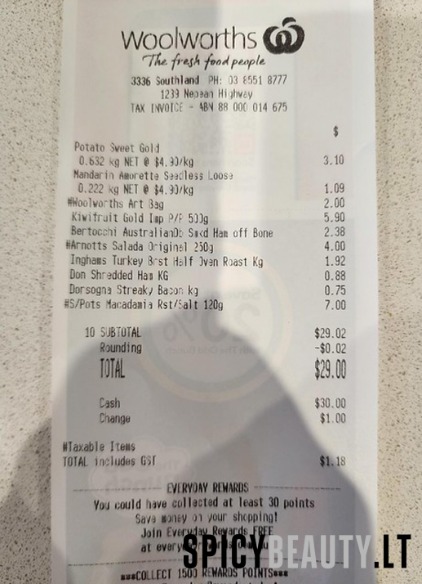 Woolworths
The fresh food people
3336 Southland PH: 03 8551 8777
1239 Nepean Highway
TAX INVOICE - ABN 88 000 014 675
$
Potato Sweet Gold
0.632 kg NET @ $4.90/kg 3.10
Mandarin Amorette Seedless Loose
0.222 kg NET @ $4.90/kg 1.09
#Woolworths Art Bag 2.00
Kiwifruit Gold Imp P/P 500g 5.90
Bertocchi AustralianDb Smkd Ham off Bone 2.38
#Arnotts Salada Original 250g 4.00
Inghams Turkey Brst Half Oven Roast Kg 1.92
Don Shredded Ham KG 0.88
Dorsogna Streaky Bacon kg 0.75
#S/Pots Macadamia Rst/Salt 120g 7.00
10 SUBTOTAL $29.02
Rounding -$0.02
TOTAL $29.00
Cash $30.00
Change $1.00
#Taxable Items
TOTAL includes GST $1.18
EVERYDAY REWARDS
You could have collected at least 30 points
Save money on your shopping!
Join Everyday Rewards FREE
at every
SPICYBEAUTY.LT
***COLLECT 1500 REWARDS POINTS***